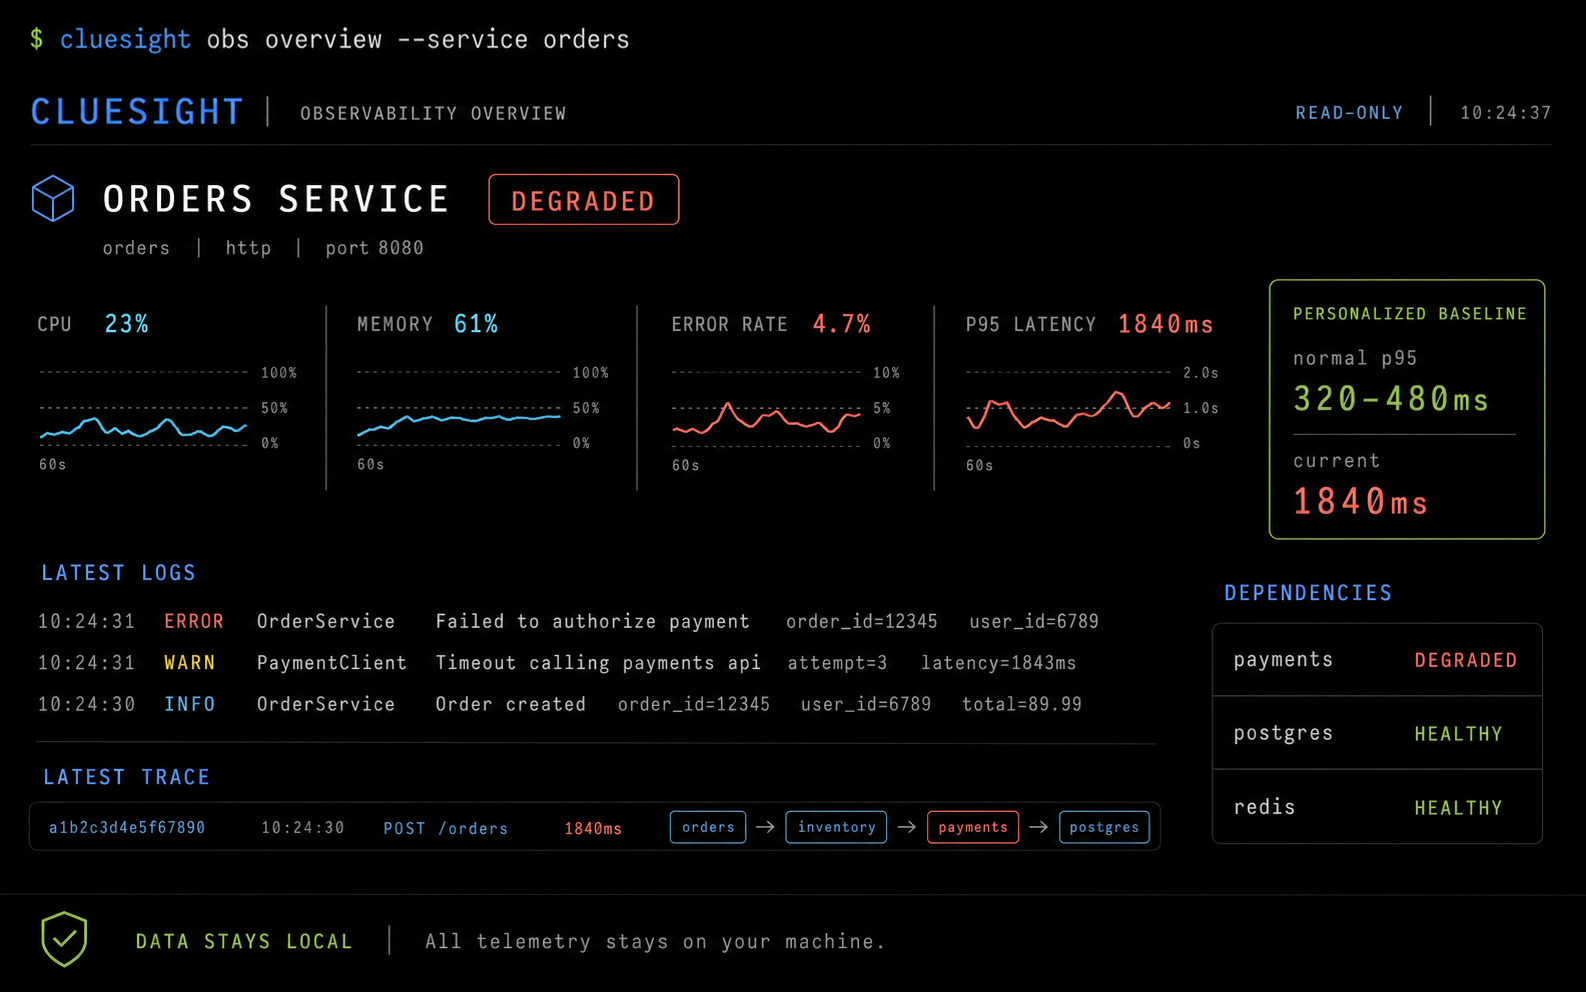 $ cluesight obs overview --service orders
CLUESIGHT | OBSERVABILITY OVERVIEW
READ-ONLY | 10:24:37
ORDERS SERVICE DEGRADED
orders | http | port 8080
CPU 23%
100%
50%
0%
60s
MEMORY 61%
100%
50%
0%
60s
ERROR RATE 4.7%
10%
5%
0%
60s
P95 LATENCY 1840ms
2.0s
1.0s
0s
60s
PERSONALIZED BASELINE
normal p95
320-480ms
current
1840ms
LATEST LOGS
10:24:31 ERROR OrderService Failed to authorize payment order_id=12345 user_id=6789
10:24:31 WARN PaymentClient Timeout calling payments api attempt=3 latency=1843ms
10:24:30 INFO OrderService Order created order_id=12345 user_id=6789 total=89.99
LATEST TRACE
a1b2c3d4e5f67890 10:24:30 POST /orders 1840ms orders → inventory → payments → postgres
DEPENDENCIES
payments DEGRADED
postgres HEALTHY
redis HEALTHY
DATA STAYS LOCAL | All telemetry stays on your machine.